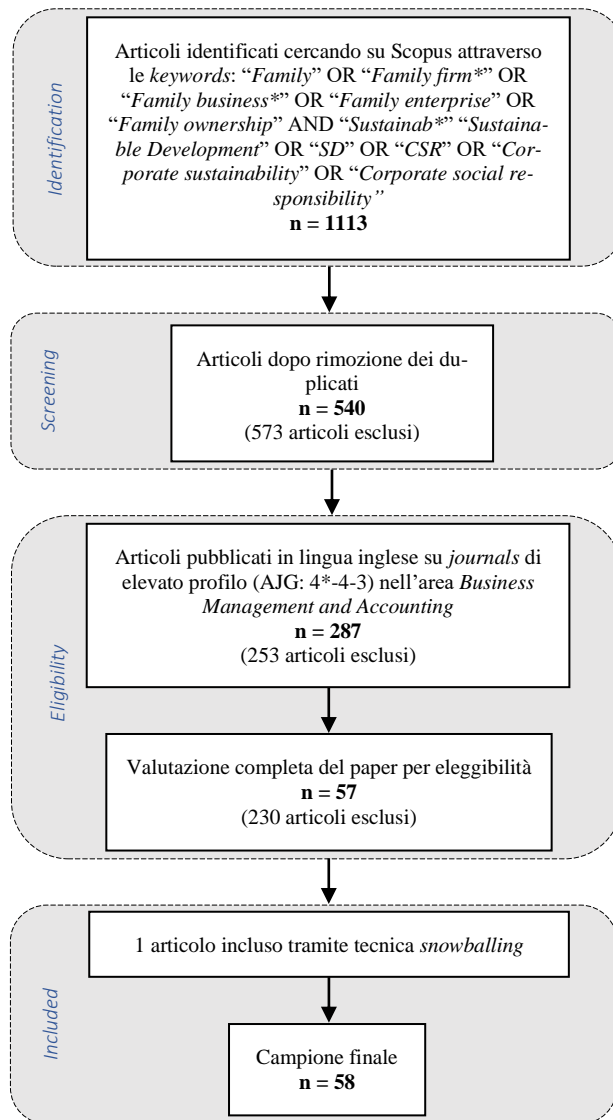 Identification
Articoli identificati cercando su Scopus attraverso
le keywords: “Family” OR “Family firm*” OR
“Family business*” OR “Family enterprise” OR
“Family ownership” AND “Sustainab*” “Sustaina-
ble Development” OR “SD” OR “CSR” OR “Cor-
porate sustainability” OR “Corporate social re-
sponsibility”
n = 1113
Screening
Articoli dopo rimozione dei du-
plicati
n = 540
(573 articoli esclusi)
Eligibility
Articoli pubblicati in lingua inglese su journals di
elevato profilo (AJG: 4*-4-3) nell’area Business
Management and Accounting
n = 287
(253 articoli esclusi)
Valutazione completa del paper per eleggibilità
n = 57
(230 articoli esclusi)
Included
1 articolo incluso tramite tecnica snowballing
Campione finale
n = 58